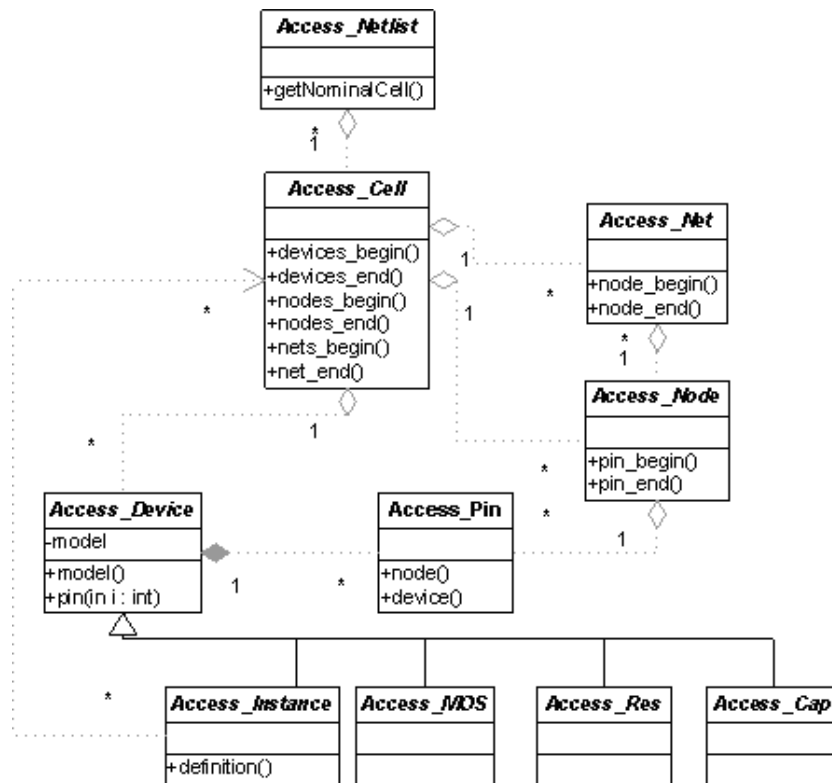 Access_Netlist
+getNominalCell()
*
1
Access_Cell
+devices_begin()
+devices_end()
+nodes_begin()
+nodes_end()
+nets_begin()
+net_end()
1
*
1
*
Access_Net
+node_begin()
+node_end()
*
1
Access_Node
+pin_begin()
+pin_end()
1
*
*
*
1
Access_Device
-model
+model()
+pin(in i : int)
1
*
Access_Pin
+node()
+device()
*
Access_Instance
+definition()
Access_MOS
Access_Res
Access_Cap